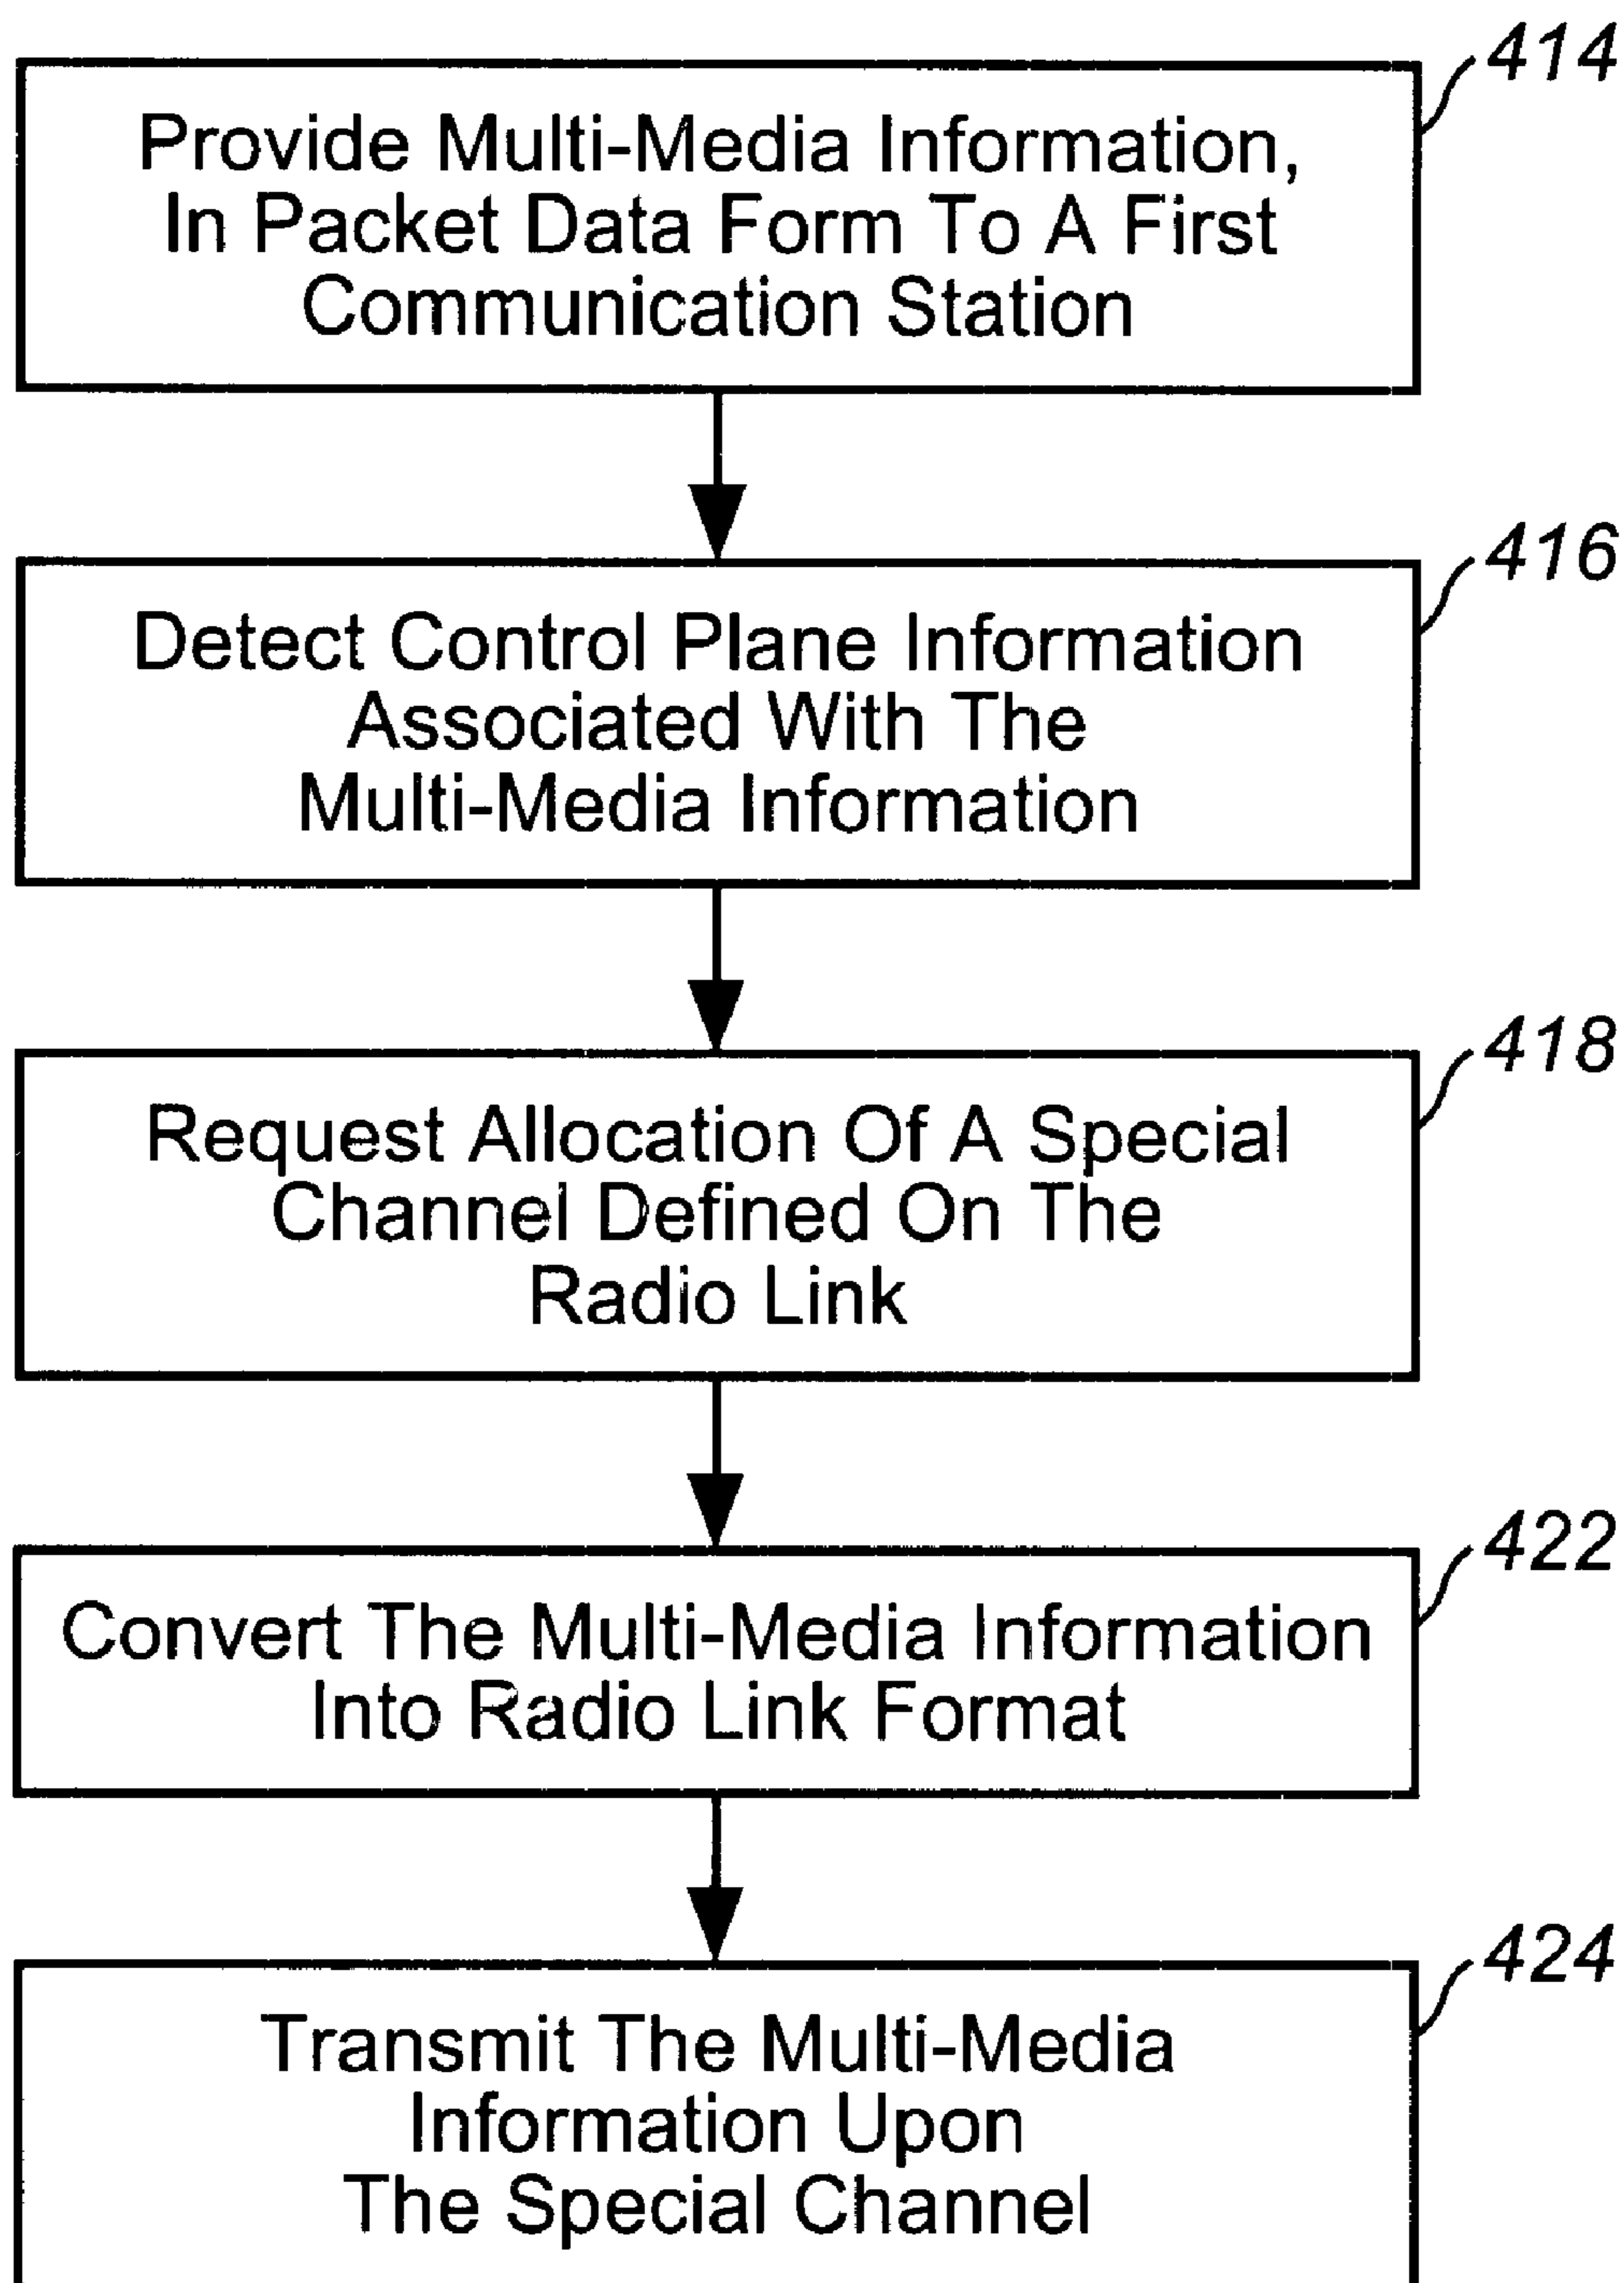 414
Provide Multi-Media Information,
In Packet Data Form To A First
Communication Station
416
Detect Control Plane Information
Associated With The
Multi-Media Information
418
Request Allocation Of A Special
Channel Defined On The
Radio Link
422
Convert The Multi-Media Information
Into Radio Link Format
424
Transmit The Multi-Media
Information Upon
The Special Channel